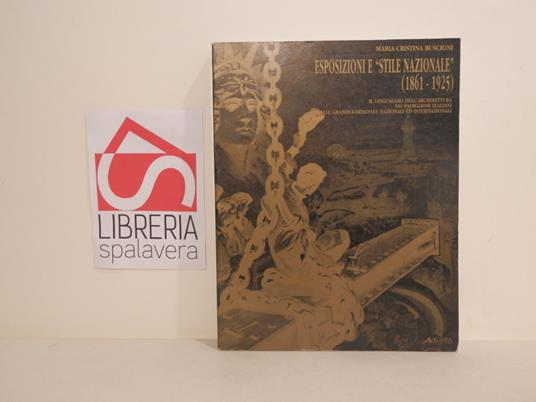 MARIA CRISTINA BUSCIONI
ESPOSIZIONI E "STILE NAZIONALE"
(1861 - 1925)
IL LINGUAGGIO DELL'ARCHITETTURA
NEI PADIGLIONI ITALIANI
DELLE GRANDI KERMESSES NAZIONALI ED INTERNAZIONALI
LIBRERIA
spalavera